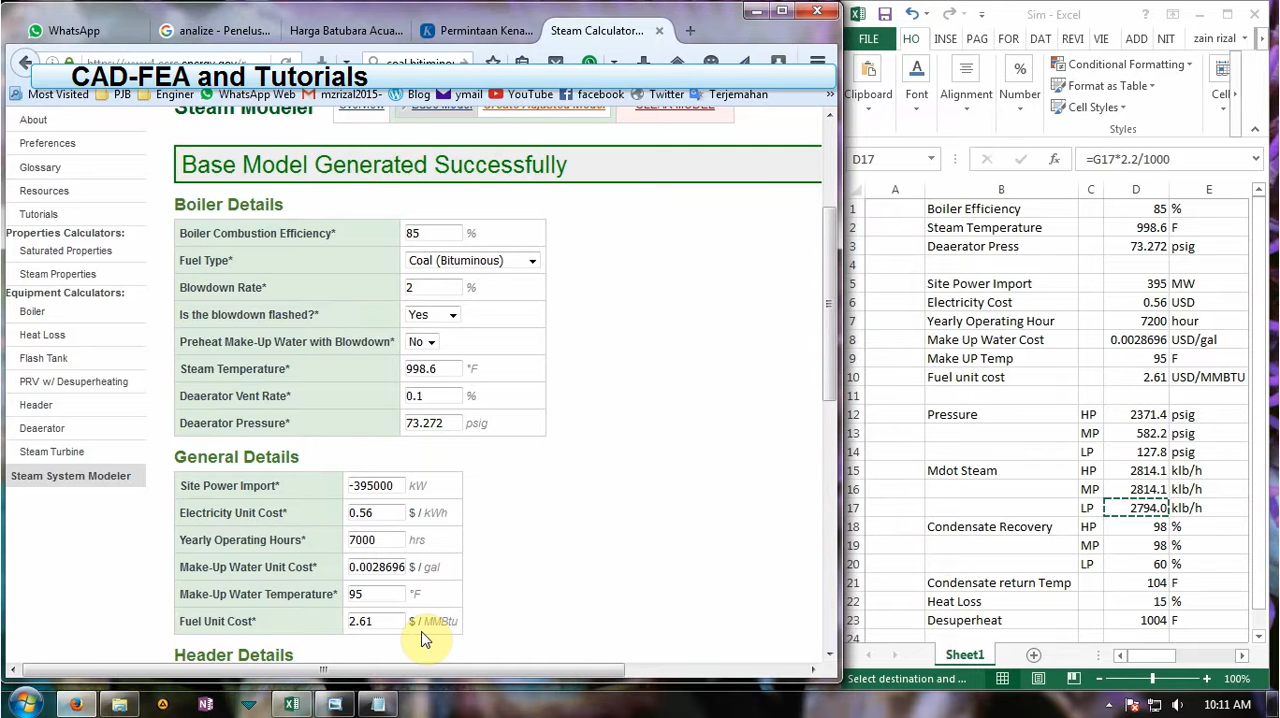 WhatsApp
analize - Penelus...
Harga Batubara Acua...
Permintaan Kena...
Steam Calculator...
CAD-FEA and Tutorials
Most Visited
PJB
Enginer
WhatsApp Web
mzrizal2015-
Blog
ymail
YouTube
facebook
Twitter
Terjemahan
Steam Modeler
Base Model Generated Successfully
About
Preferences
Glossary
Resources
Tutorials
Properties Calculators:
Saturated Properties
Steam Properties
Equipment Calculators:
Boiler
Heat Loss
Flash Tank
PRV w/ Desuperheating
Header
Deaerator
Steam Turbine
Steam System Modeler
Boiler Details
Boiler Combustion Efficiency* 85 %
Fuel Type* Coal (Bituminous)
Blowdown Rate* 2 %
Is the blowdown flashed?* Yes
Preheat Make-Up Water with Blowdown* No
Steam Temperature* 998.6 °F
Deaerator Vent Rate* 0.1 %
Deaerator Pressure* 73.272 psig
General Details
Site Power Import* -395000 kW
Electricity Unit Cost* 0.56 $ / kWh
Yearly Operating Hours* 7000 hrs
Make-Up Water Unit Cost* 0.0028696 $ / gal
Make-Up Water Temperature* 95 °F
Fuel Unit Cost* 2.61 $ / MMBtu
Header Details
Sim - Excel
FILE HO INSE PAG FOR DAT REVI VIE ADD NIT zain rizal
Clipboard
Font
Alignment
Number
Conditional Formatting
Format as Table
Cell Styles
Styles
Cells
D17 =G17*2.2/1000
A B C D E
1 Boiler Efficiency 85 %
2 Steam Temperature 998.6 F
3 Deaerator Press 73.272 psig
4
5 Site Power Import 395 MW
6 Electricity Cost 0.56 USD
7 Yearly Operating Hour 7200 hour
8 Make Up Water Cost 0.0028696 USD/gal
9 Make UP Temp 95 F
10 Fuel unit cost 2.61 USD/MMBTU
11
12 Pressure HP 2371.4 psig
13 MP 582.2 psig
14 LP 127.8 psig
15 Mdot Steam HP 2814.1 klb/h
16 MP 2814.1 klb/h
17 LP 2794.0 klb/h
18 Condensate Recovery HP 98 %
19 MP 98 %
20 LP 60 %
21 Condensate return Temp 104 F
22 Heat Loss 15 %
23 Desuperheat 1004 F
24
Sheet1
Select destination and ...
100%
10:11 AM